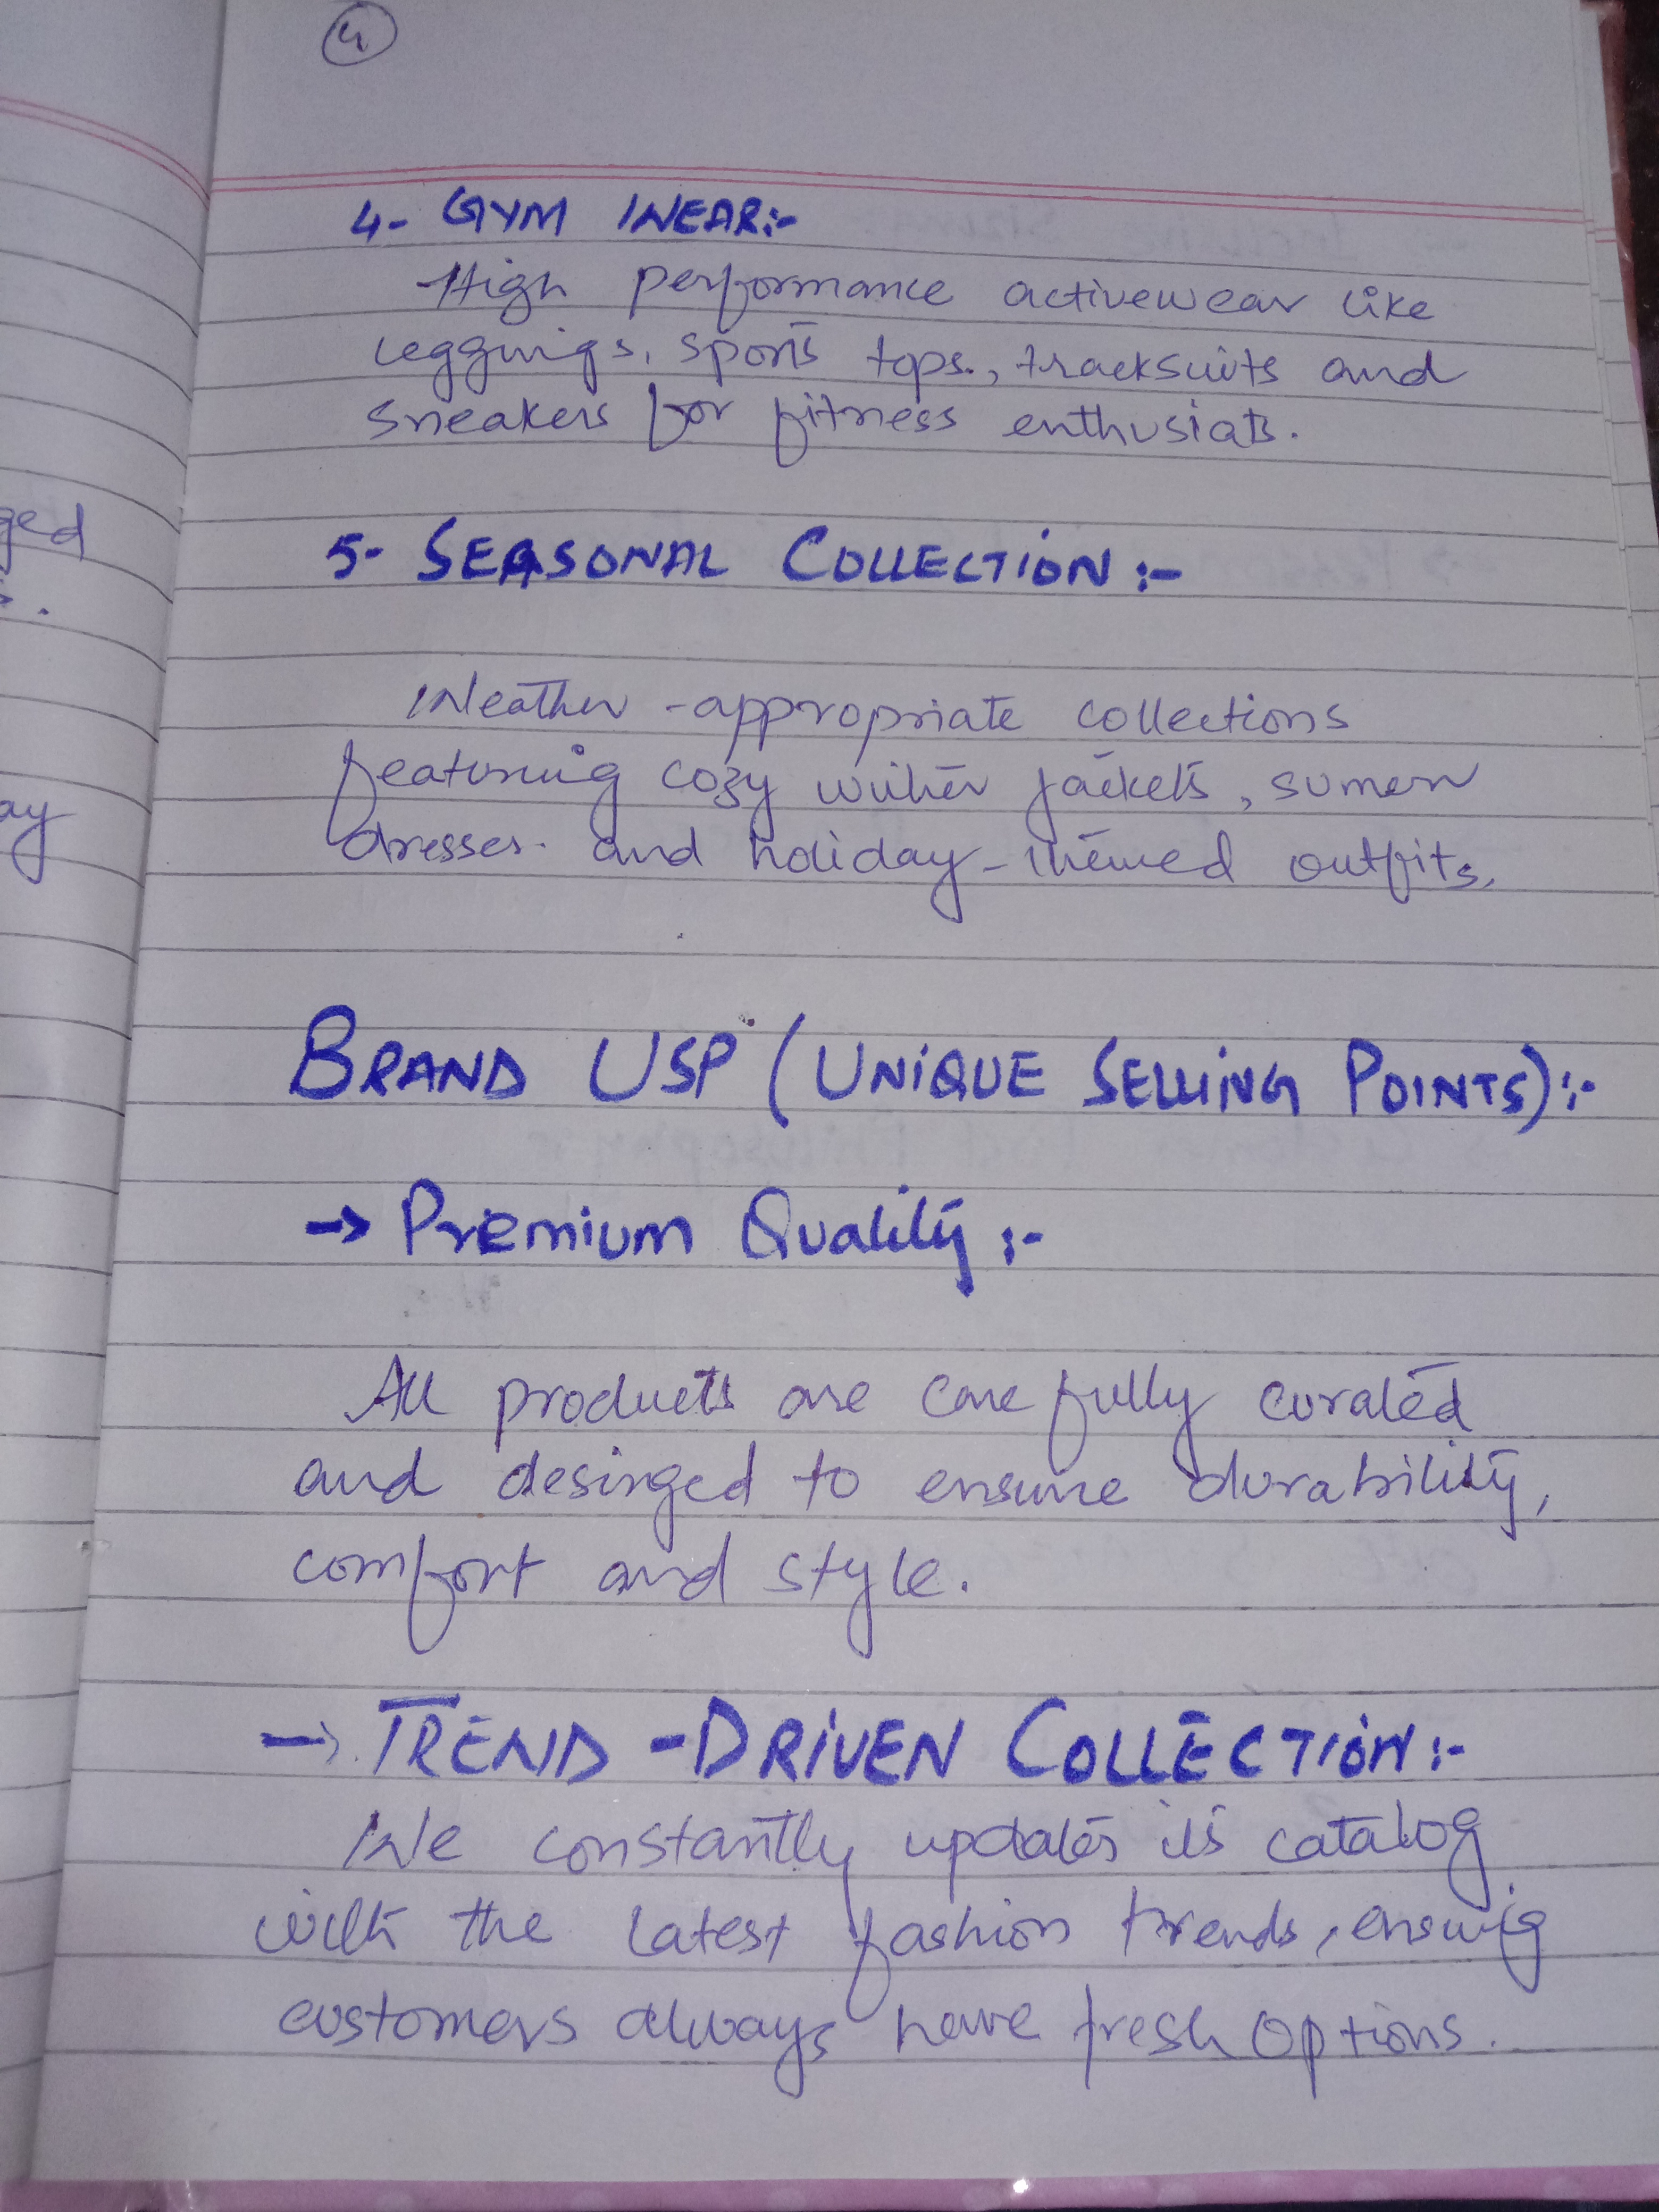 4
4- GYM WEAR:-
High performance activewear like
leggings, sports tops., tracksuits and
sneakers for fitness enthusiats.
5- SEASONAL COLLECTION :-
Weather -appropriate collections
featuring cozy winter jackets, sumer
dresses. and holiday-themed outfits.
BRAND USP (UNIQUE SELLING POINTS):-
→ Premium Quality :-
All products are carefully curated
and desinged to ensure durability,
comfort and style.
→ TREND -DRIVEN COLLECTION:-
We constantly updates its catalog
with the latest fashion trends, ensuing
customers always have fresh options.
ged
ay